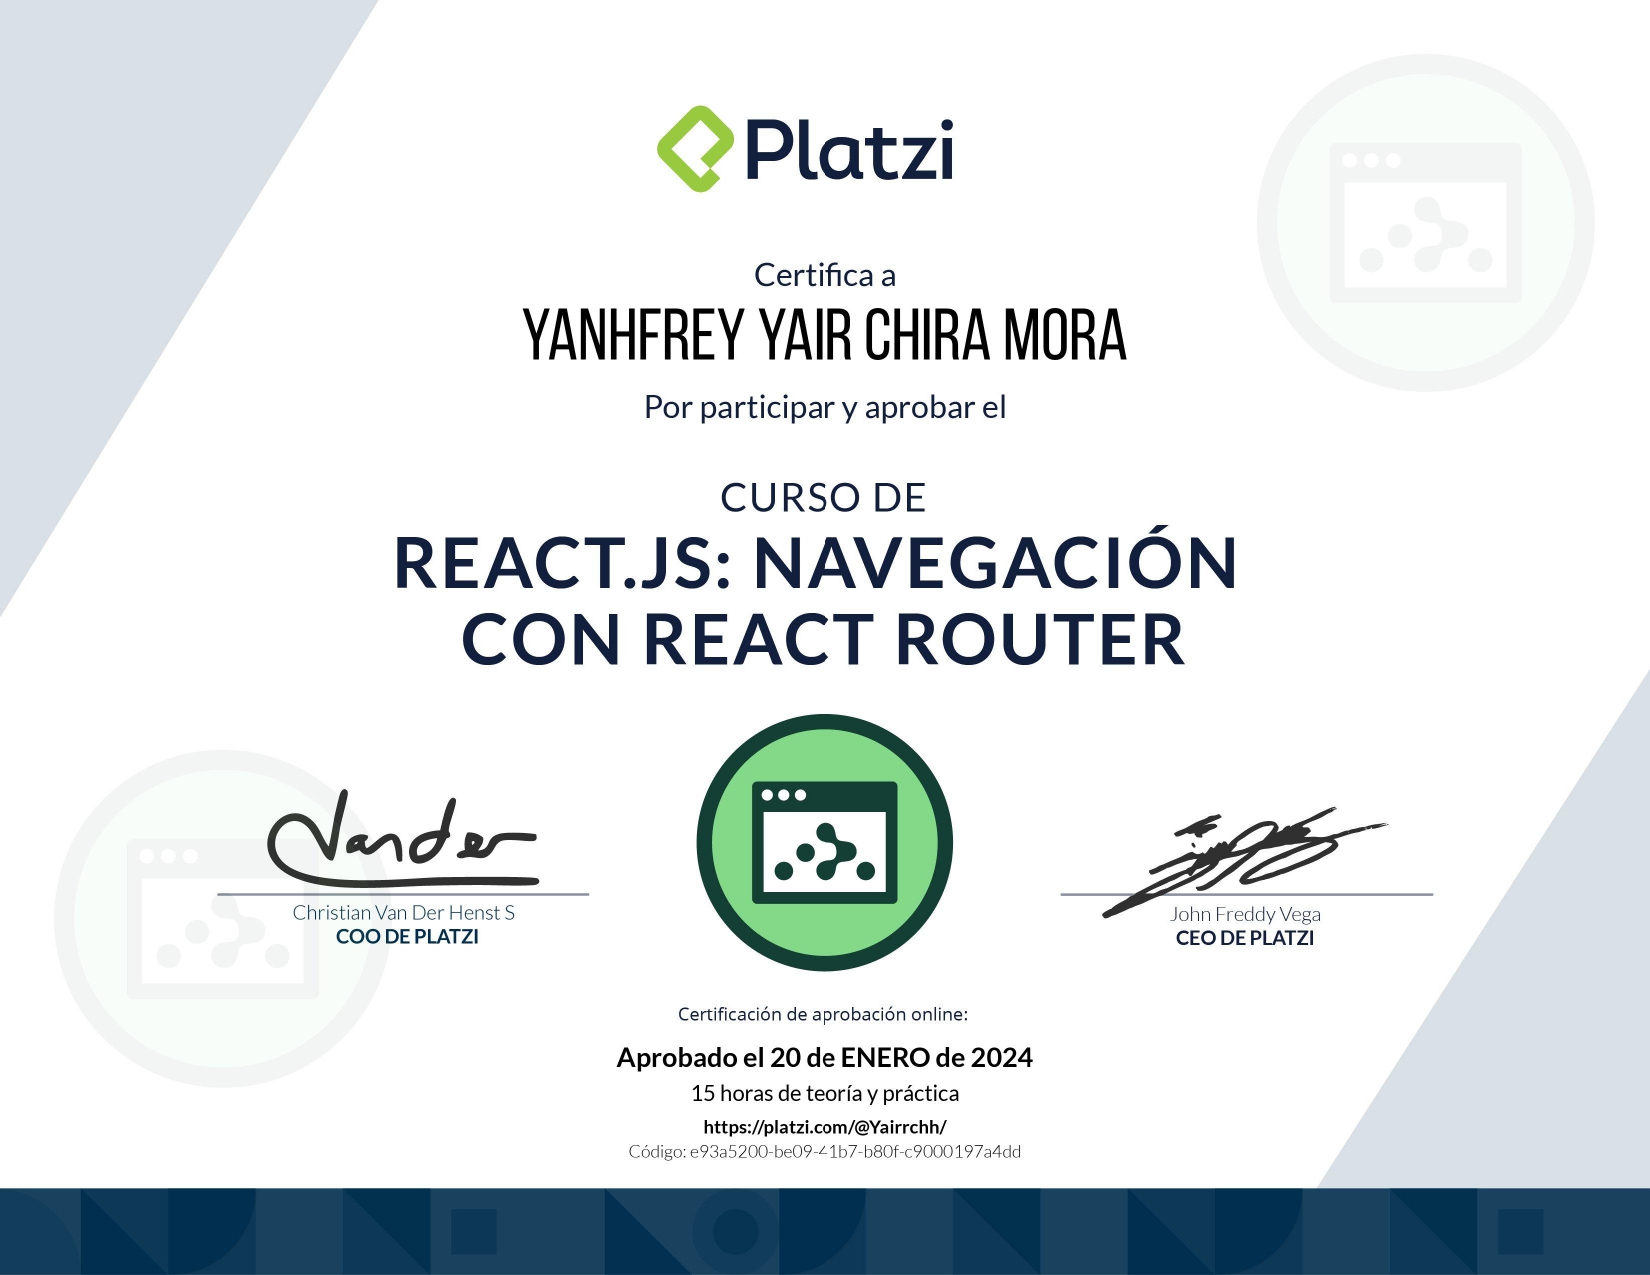 Platzi
Certifica a
YANHFREY YAIR CHIRA MORA
Por participar y aprobar el
CURSO DE
REACT.JS: NAVEGACIÓN
CON REACT ROUTER
Vander
Christian Van Der Henst S
COO DE PLATZI
John Freddy Vega
CEO DE PLATZI
Certificación de aprobación online:
Aprobado el 20 de ENERO de 2024
15 horas de teoría y práctica
https://platzi.com/@Yairrchh/
Código: e93a5200-be09-41b7-b80f-c9000197a4dd